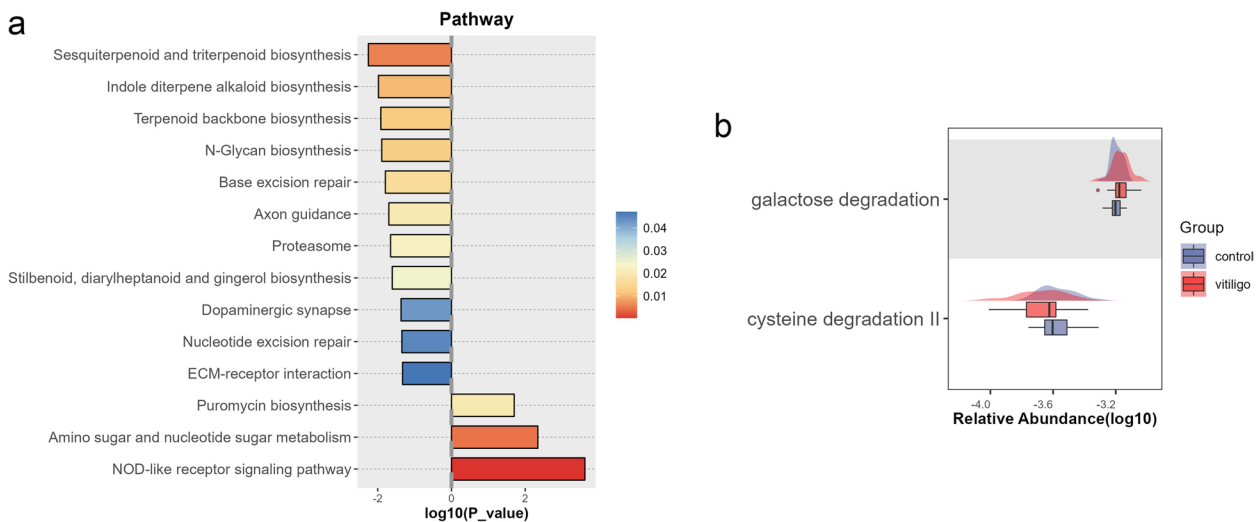 a
Pathway
Sesquiterpenoid and triterpenoid biosynthesis
Indole diterpene alkaloid biosynthesis
Terpenoid backbone biosynthesis
N-Glycan biosynthesis
Base excision repair
Axon guidance
Proteasome
Stilbenoid, diarylheptanoid and gingerol biosynthesis
Dopaminergic synapse
Nucleotide excision repair
ECM-receptor interaction
Puromycin biosynthesis
Amino sugar and nucleotide sugar metabolism
NOD-like receptor signaling pathway
-2 0 2
log10(P_value)
0.04
0.03
0.02
0.01
b
galactose degradation
cysteine degradation II
-4.0 -3.6 -3.2
Relative Abundance(log10)
Group
control
vitiligo